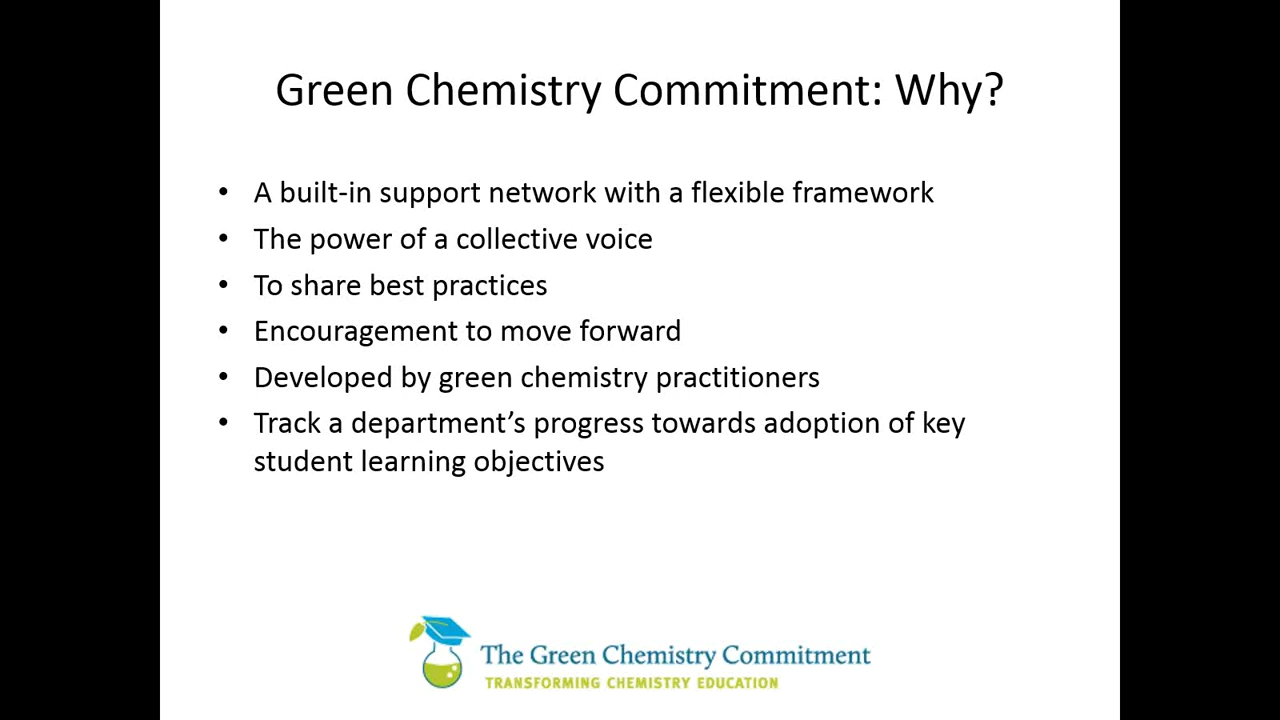 Green Chemistry Commitment: Why?
• A built-in support network with a flexible framework
• The power of a collective voice
• To share best practices
• Encouragement to move forward
• Developed by green chemistry practitioners
• Track a department’s progress towards adoption of key
student learning objectives
The Green Chemistry Commitment
TRANSFORMING CHEMISTRY EDUCATION